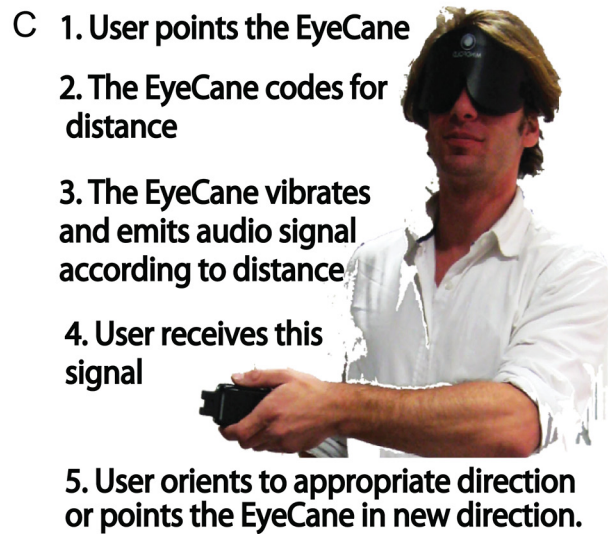 C
1. User points the EyeCane
2. The EyeCane codes for
distance
3. The EyeCane vibrates
and emits audio signal
according to distance
4. User receives this
signal
5. User orients to appropriate direction
or points the EyeCane in new direction.